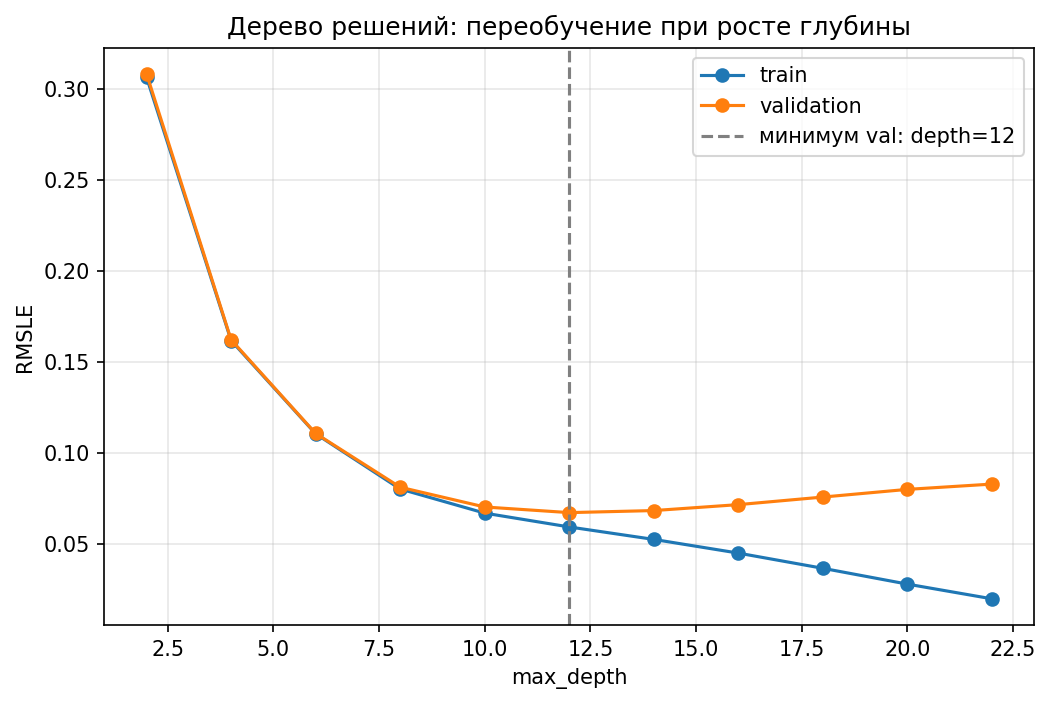 Дерево решений: переобучение при росте глубины
train
validation
минимум val: depth=12
RMSLE
0.30
0.25
0.20
0.15
0.10
0.05
2.5 5.0 7.5 10.0 12.5 15.0 17.5 20.0 22.5
max_depth